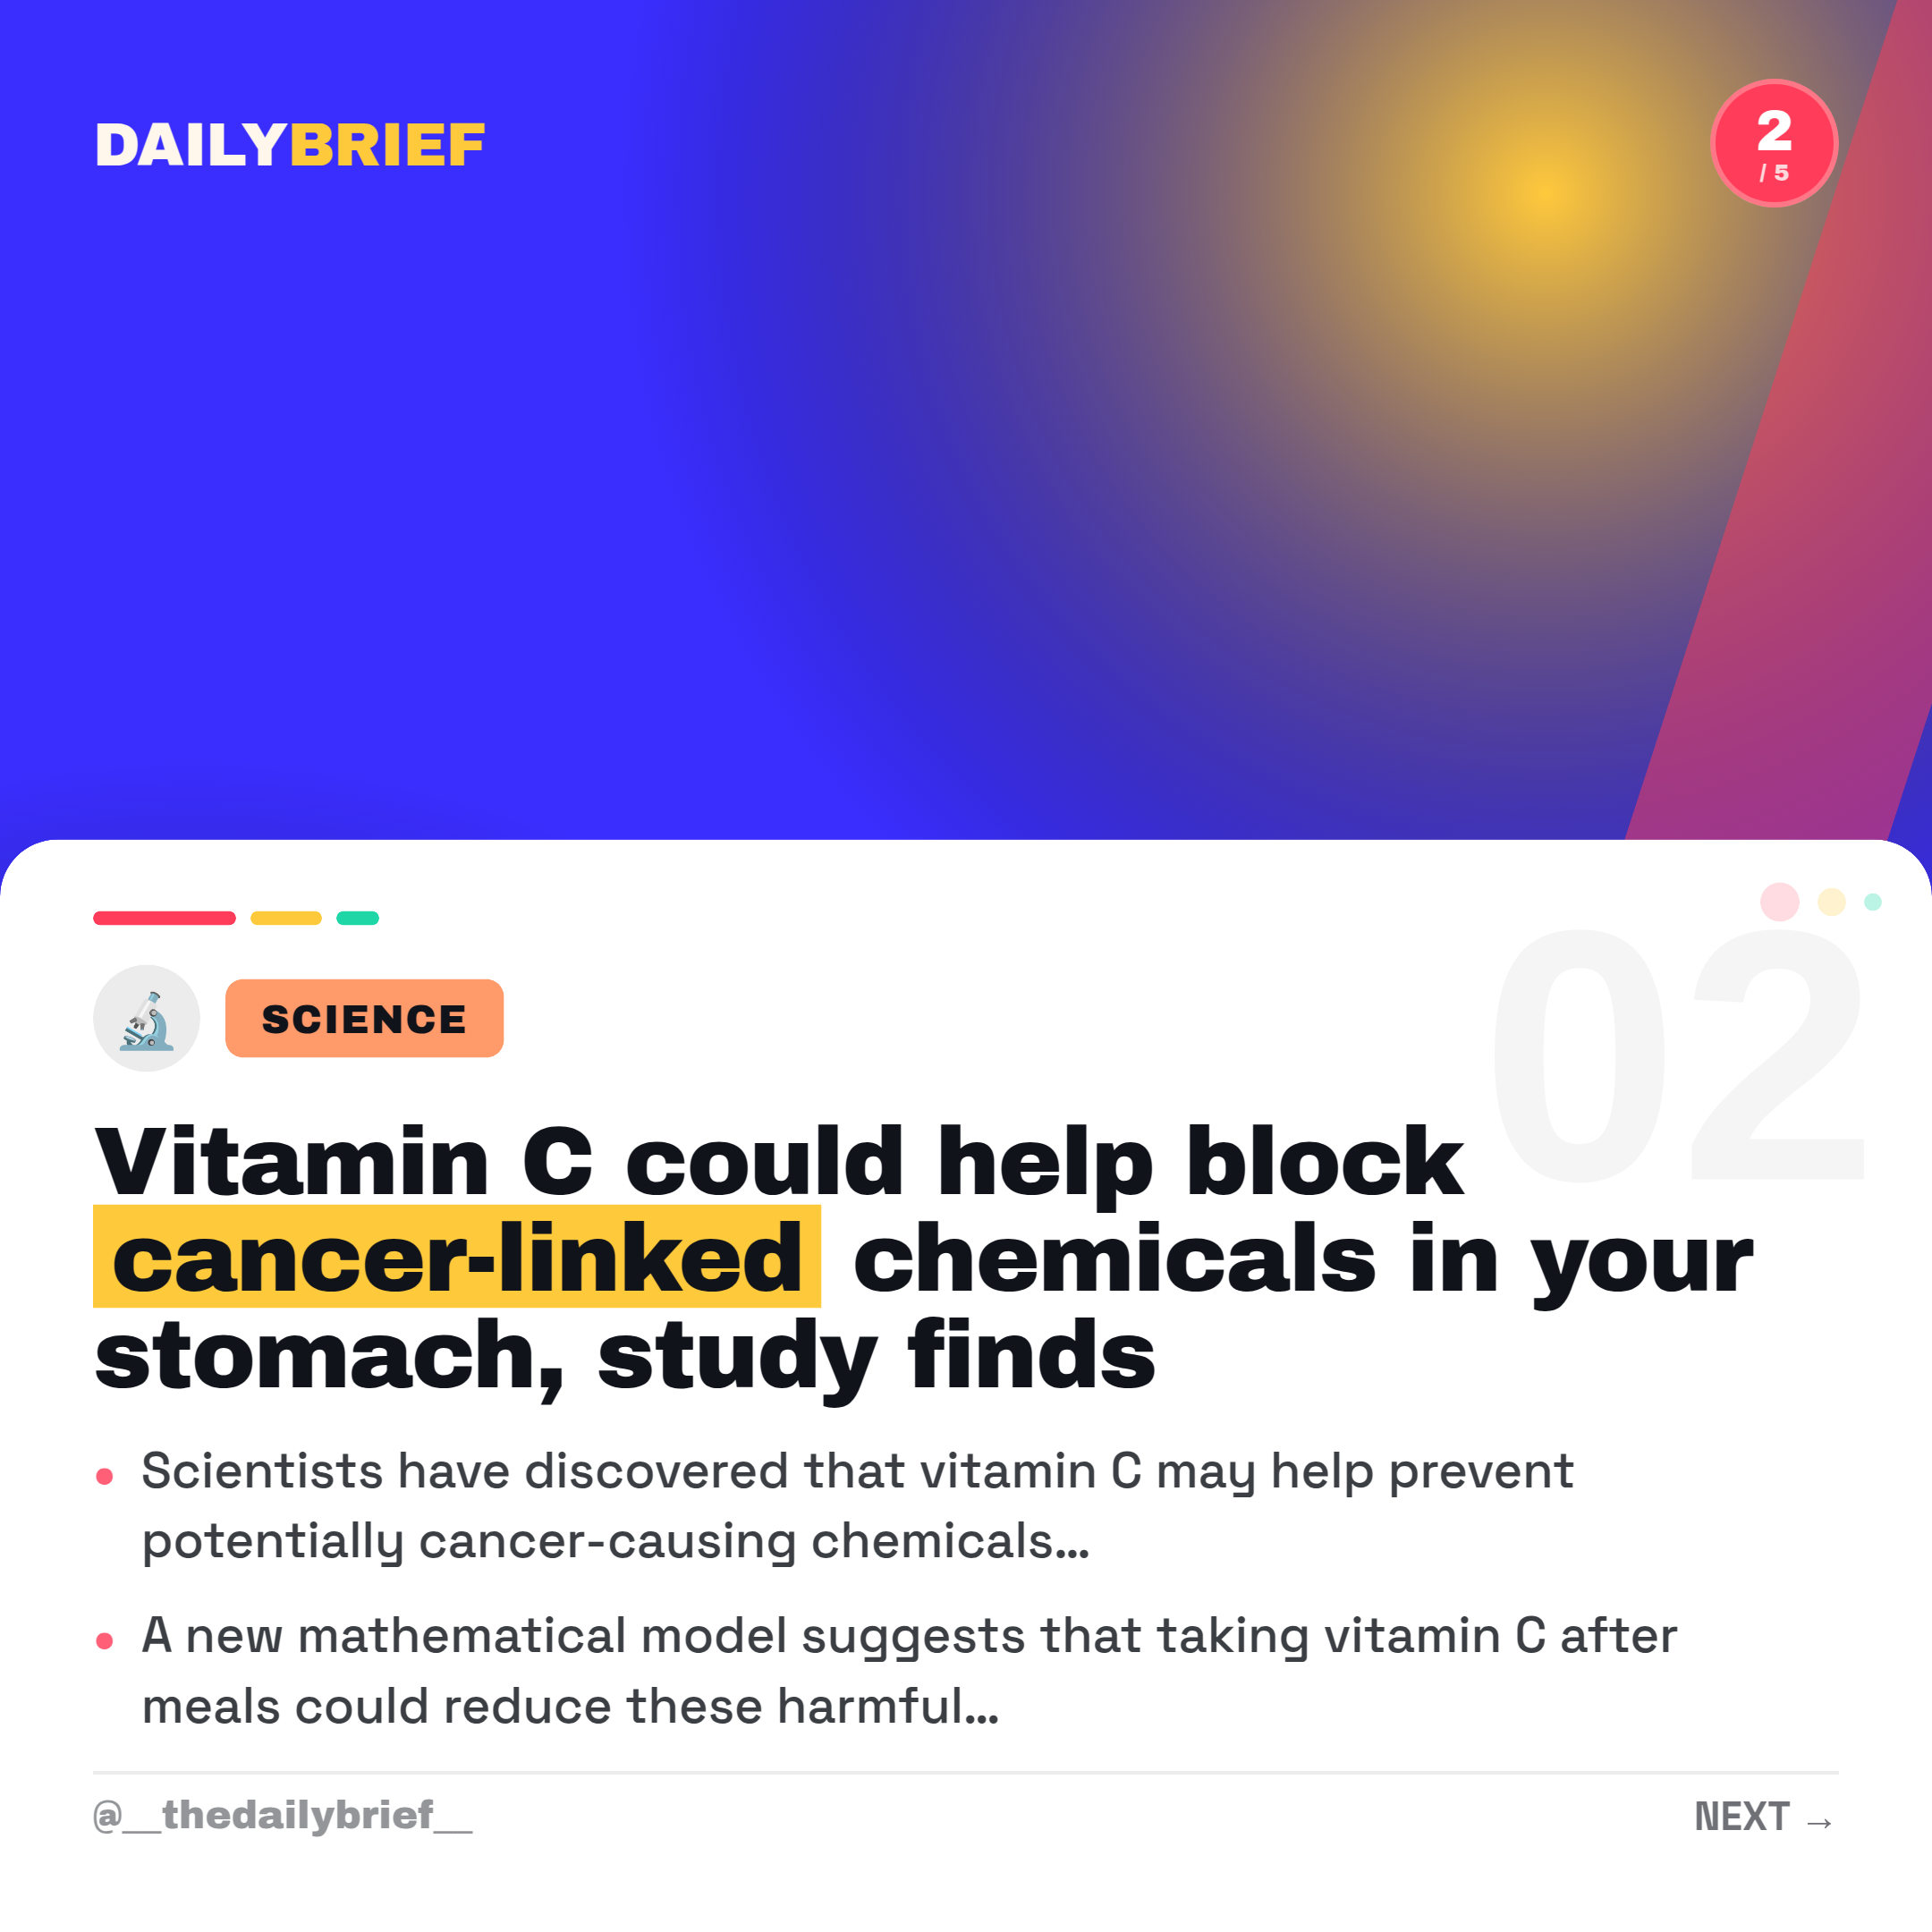 DAILYBRIEF
2
/ 5
02
SCIENCE
Vitamin C could help block
cancer-linked chemicals in your
stomach, study finds
• Scientists have discovered that vitamin C may help prevent
potentially cancer-causing chemicals...
• A new mathematical model suggests that taking vitamin C after
meals could reduce these harmful...
@__thedailybrief__
NEXT →